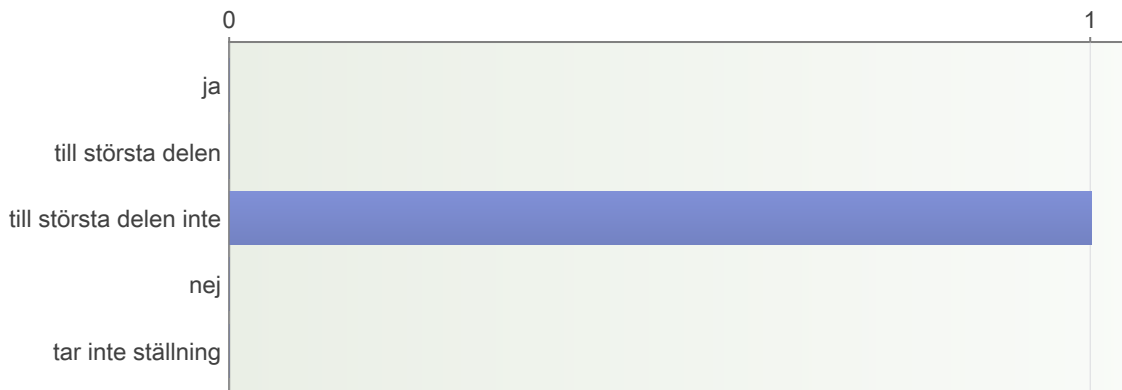 0 1
ja
till största delen
till största delen inte
nej
tar inte ställning